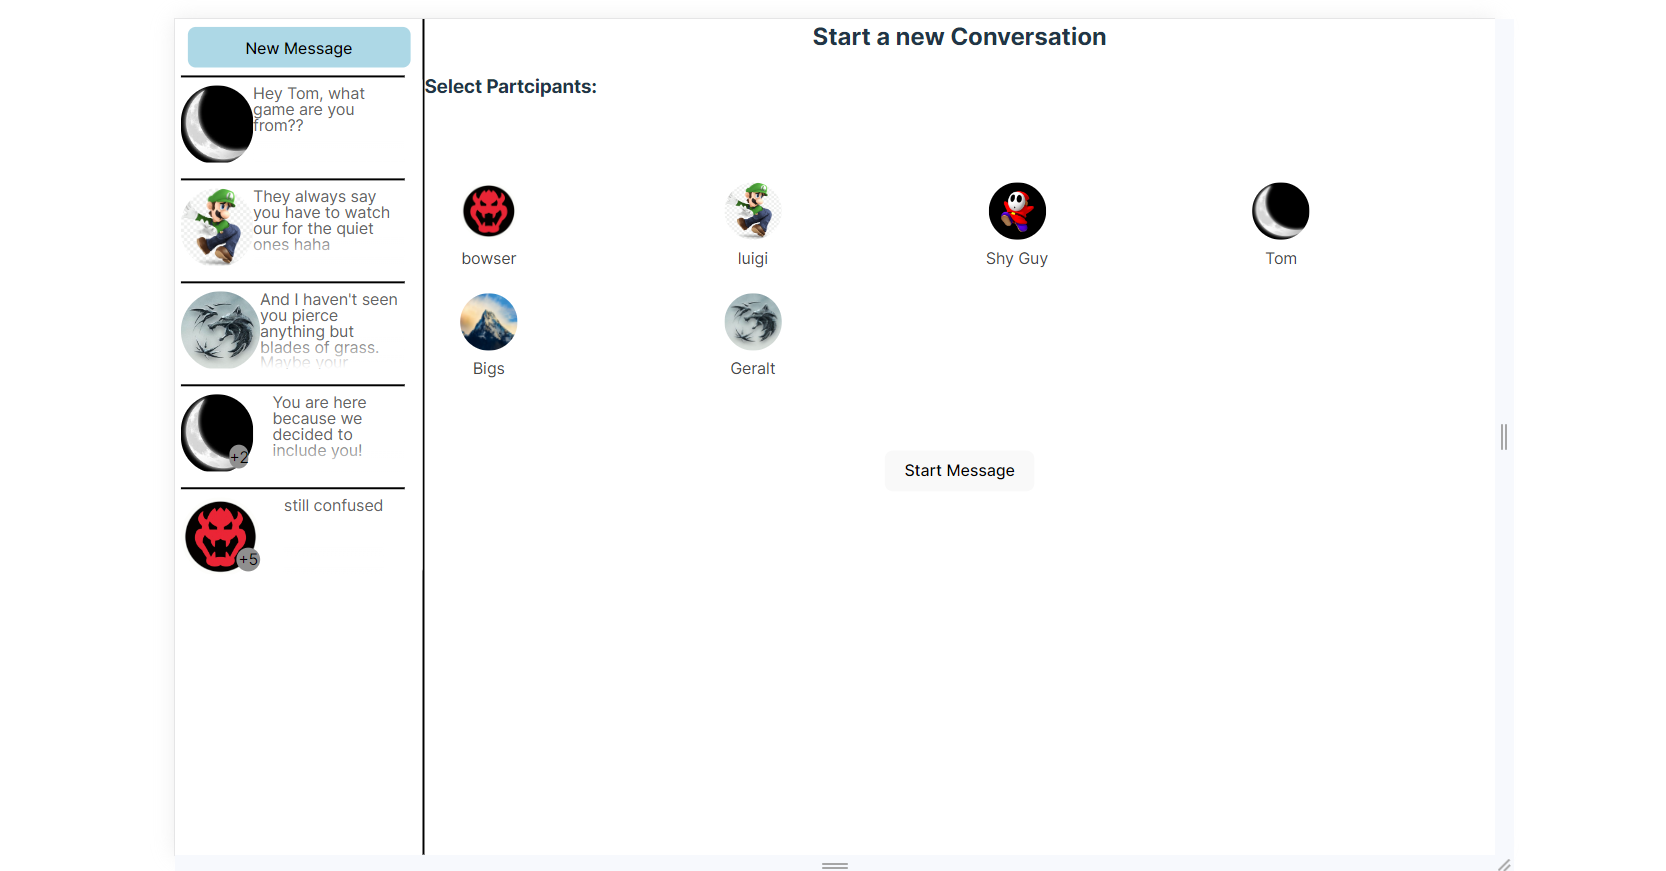 New Message
Hey Tom, what
game are you
from??
They always say
you have to watch
our for the quiet
ones haha
And I haven't seen
you pierce
anything but
blades of grass.
Maybe your
You are here
because we
decided to
include you!
+2
still confused
+5
Start a new Conversation
Select Partcipants:
bowser
luigi
Shy Guy
Tom
Bigs
Geralt
Start Message